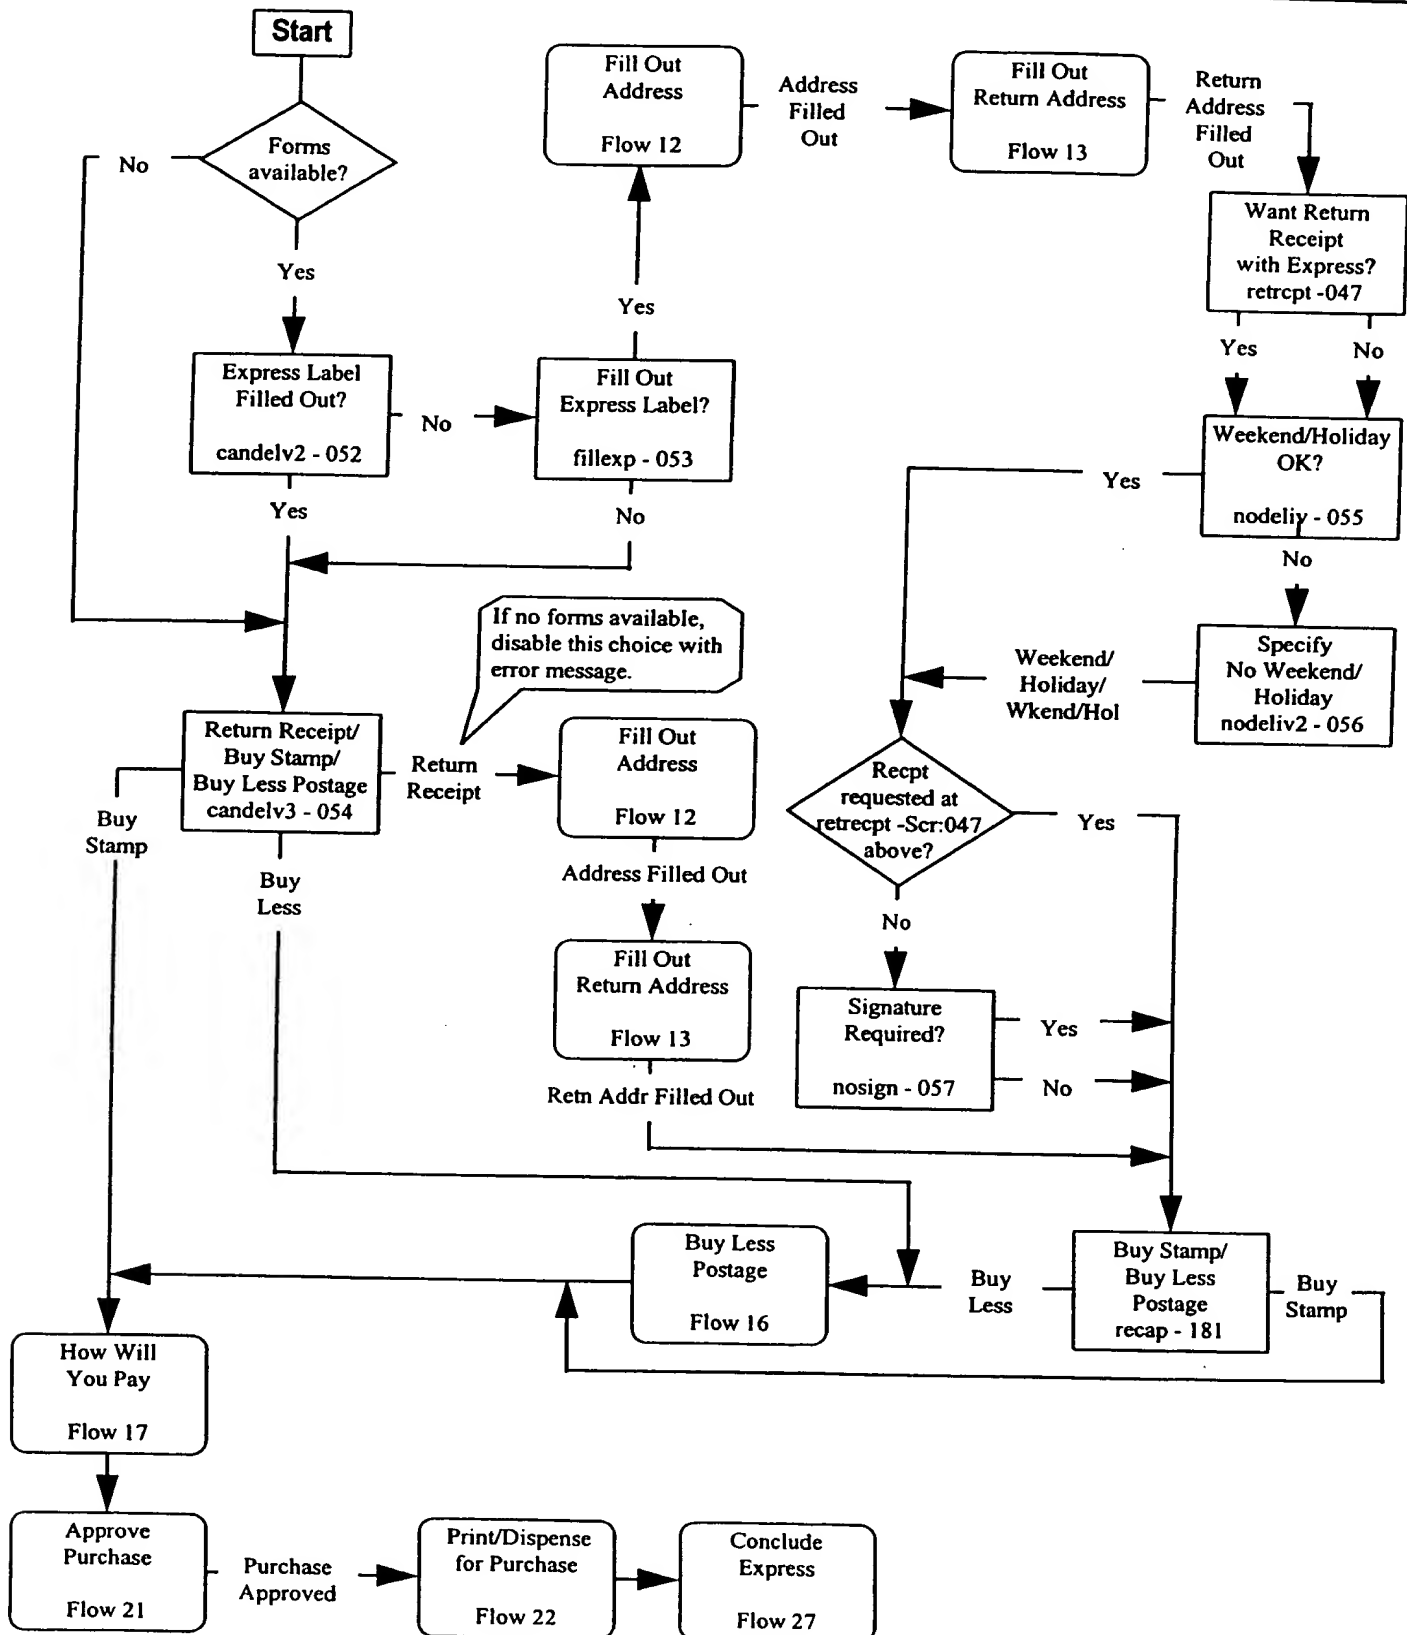 Start
Forms
available?
No
Yes
Express Label
Filled Out?
candelv2 - 052
No
Yes
Fill Out
Express Label?
fillexp - 053
Yes
No
Fill Out
Address
Flow 12
Address
Filled
Out
Fill Out
Return Address
Flow 13
Return
Address
Filled
Out
Want Return
Receipt
with Express?
retrcpt -047
Yes
No
Weekend/Holiday
OK?
nodeliv - 055
Yes
No
Specify
No Weekend/
Holiday
nodeliv2 - 056
Weekend/
Holiday/
Wkend/Hol
If no forms available,
disable this choice with
error message.
Return Receipt/
Buy Stamp/
Buy Less Postage
candelv3 - 054
Return
Receipt
Buy
Stamp
Buy
Less
Fill Out
Address
Flow 12
Address Filled Out
Fill Out
Return Address
Flow 13
Retn Addr Filled Out
Recpt
requested at
retrecpt -Scr:047
above?
Yes
No
Signature
Required?
nosign - 057
Yes
No
Buy Stamp/
Buy Less
Postage
recap - 181
Buy
Less
Buy
Stamp
Buy Less
Postage
Flow 16
How Will
You Pay
Flow 17
Approve
Purchase
Flow 21
Purchase
Approved
Print/Dispense
for Purchase
Flow 22
Conclude
Express
Flow 27